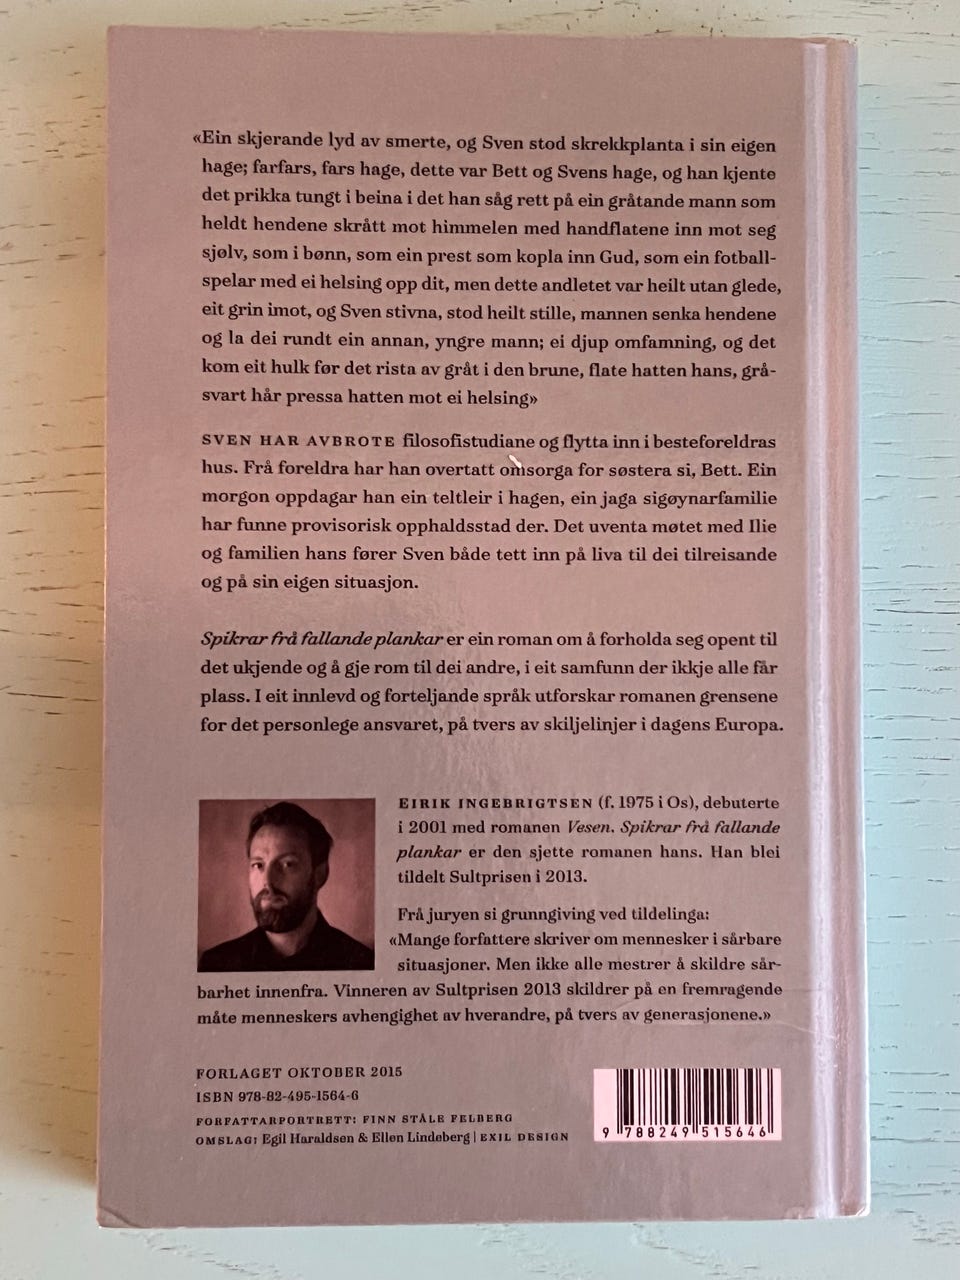 «Ein skjerande lyd av smerte, og Sven stod skrekkplanta i sin eigen
hage; farfars, fars hage, dette var Bett og Svens hage, og han kjente
det prikka tungt i beina i det han såg rett på ein gråtande mann som
heldt hendene skrått mot himmelen med handflatene inn mot seg
sjølv, som i bønn, som ein prest som kopla inn Gud, som ein fotball-
spelar med ei helsing opp dit, men dette andletet var heilt utan glede,
eit grin imot, og Sven stivna, stod heilt stille, mannen senka hendene
og la dei rundt ein annan, yngre mann; ei djup omfamning, og det
kom eit hulk før det rista av gråt i den brune, flate hatten hans, grå-
svart hår pressa hatten mot ei helsing»
SVEN HAR AVBROTE filosofistudiane og flytta inn i besteforeldras
hus. Frå foreldra har han overtatt omsorga for søstera si, Bett. Ein
morgon oppdagar han ein teltleir i hagen, ein jaga sigøynarfamilie
har funne provisorisk opphaldsstad der. Det uventa møtet med Ilie
og familien hans fører Sven både tett inn på liva til dei tilreisande
og på sin eigen situasjon.
Spikrar frå fallande plankar er ein roman om å forholda seg opent til
det ukjende og å gje rom til dei andre, i eit samfunn der ikkje alle får
plass. I eit innlevd og forteljande språk utforskar romanen grensene
for det personlege ansvaret, på tvers av skiljelinjer i dagens Europa.
EIRIK INGEBRIGTSEN (f. 1975 i Os), debuterte
i 2001 med romanen Vesen. Spikrar frå fallande
plankar er den sjette romanen hans. Han blei
tildelt Sultprisen i 2013.
Frå juryen si grunngiving ved tildelinga:
«Mange forfattere skriver om mennesker i sårbare
situasjoner. Men ikke alle mestrer å skildre sår-
barhet innenfra. Vinneren av Sultprisen 2013 skildrer på en fremragende
måte menneskers avhengighet av hverandre, på tvers av generasjonene.»
FORLAGET OKTOBER 2015
ISBN 978-82-495-1564-6
FORFATTARPORTRETT: FINN STÅLE FELBERG
OMSLAG: Egil Haraldsen & Ellen Lindeberg | EXIL DESIGN
9 788249 515646